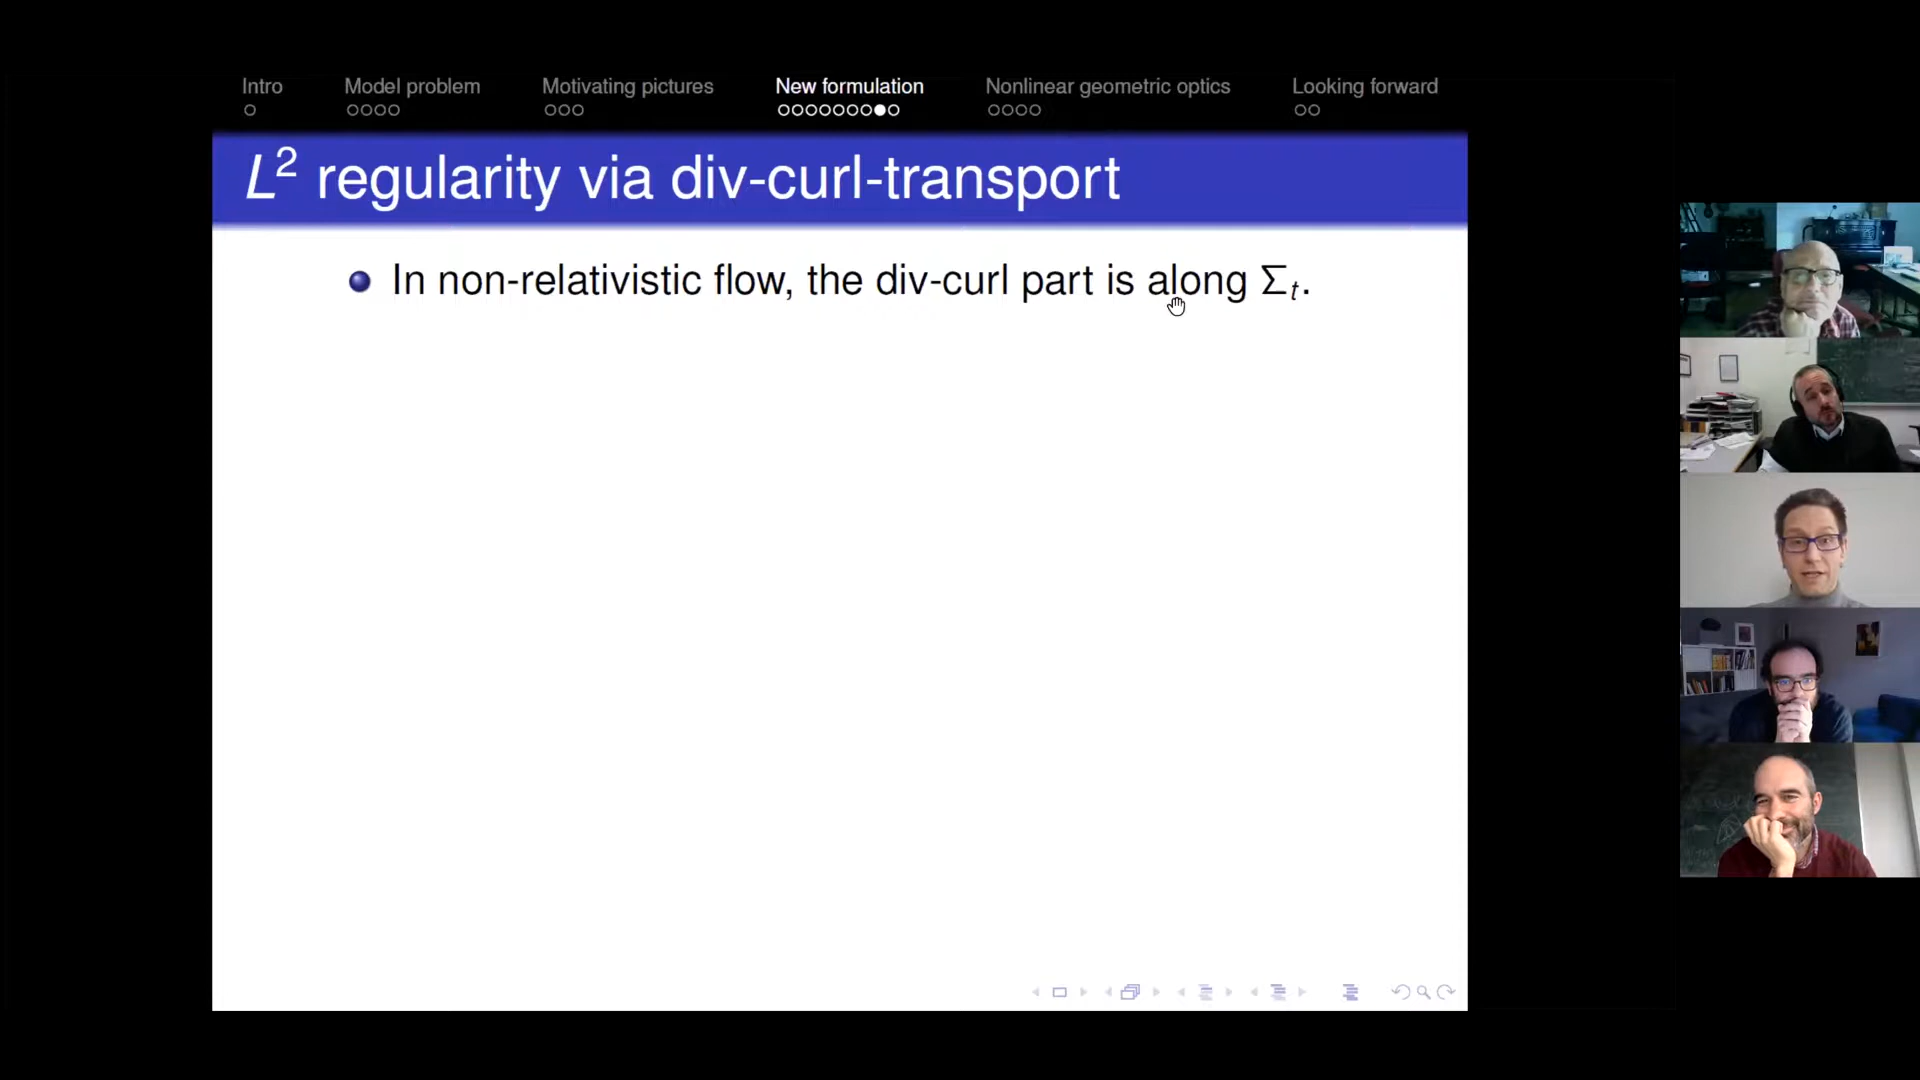 Intro Model problem Motivating pictures New formulation Nonlinear geometric optics Looking forward
L² regularity via div-curl-transport
In non-relativistic flow, the div-curl part is along Σₜ.